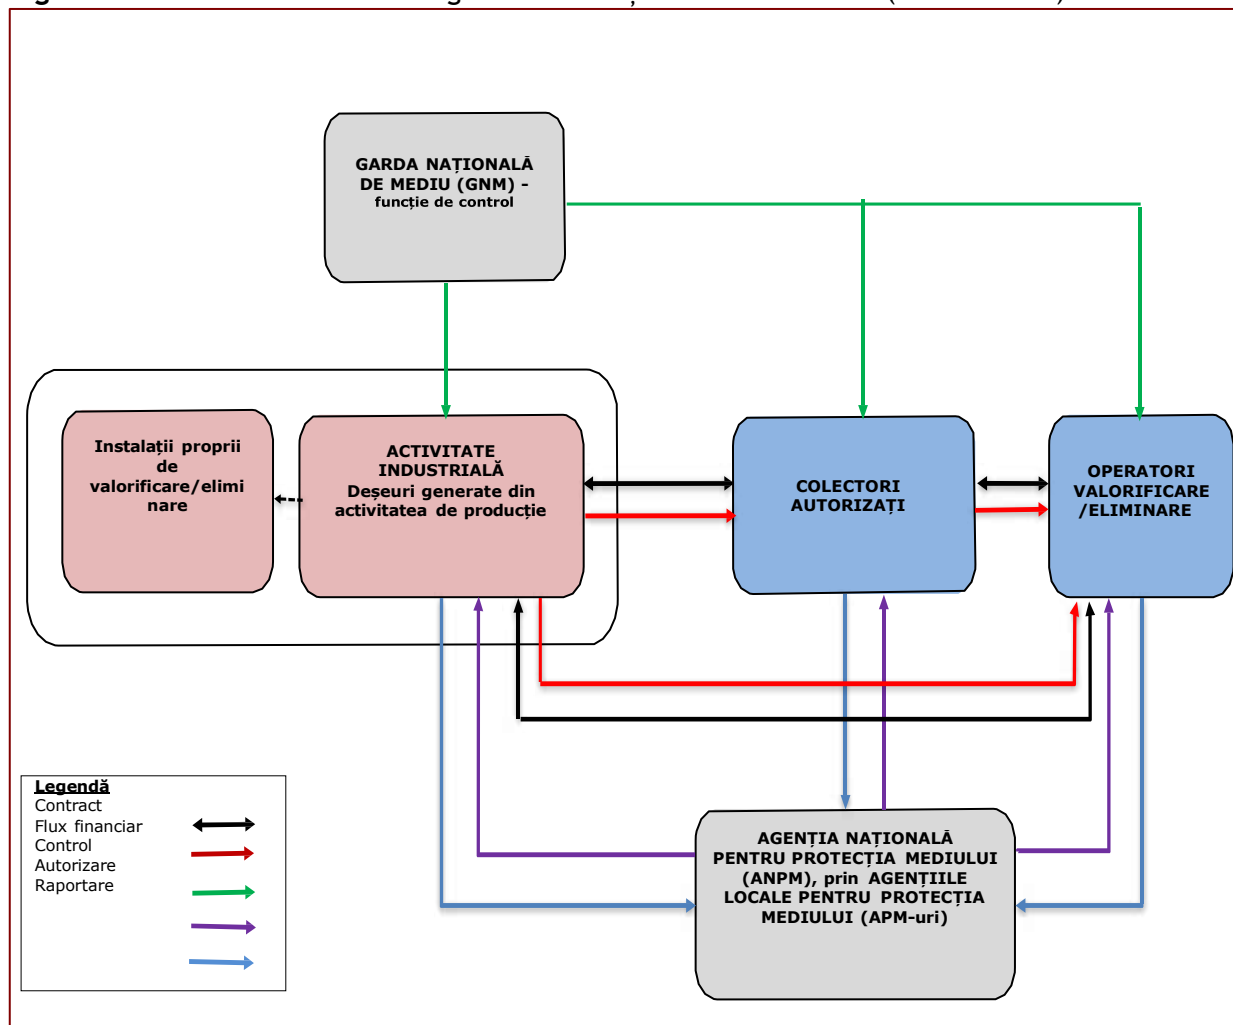 GARDA NAȚIONALĂ
DE MEDIU (GNM) -
funcție de control
Instalații proprii
de
valorificare/elimi
nare
ACTIVITATE
INDUSTRIALĂ
Deșeuri generate din
activitatea de producție
COLECTORI
AUTORIZAȚI
OPERATORI
VALORIFICARE
/ELIMINARE
Legendă
Contract
Flux financiar
Control
Autorizare
Raportare
AGENȚIA NAȚIONALĂ
PENTRU PROTECȚIA MEDIULUI
(ANPM), prin AGENȚIILE
LOCALE PENTRU PROTECȚIA
MEDIULUI (APM-uri)